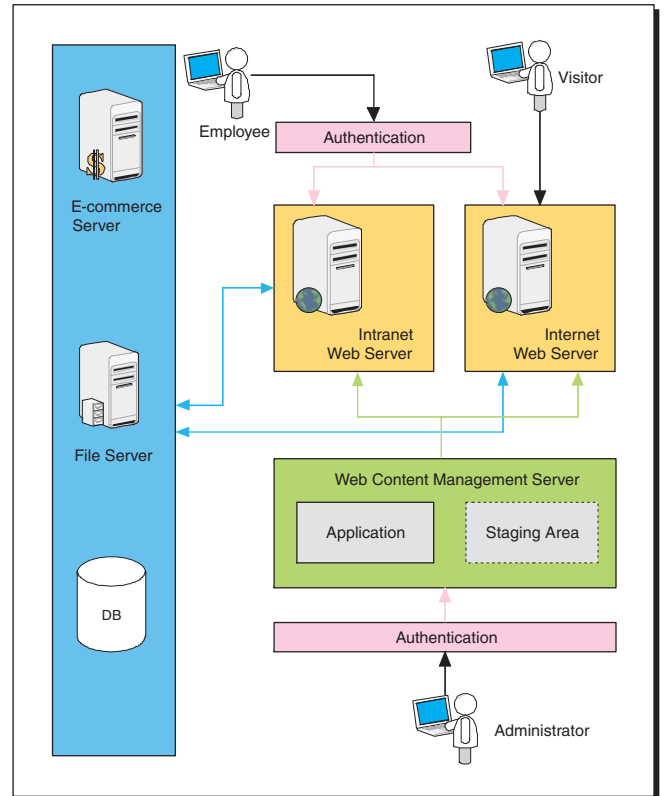 Visitor
Employee
Authentication
E-commerce
Server
Intranet
Web Server
Internet
Web Server
File Server
Web Content Management Server
Application
Staging Area
DB
Authentication
Administrator